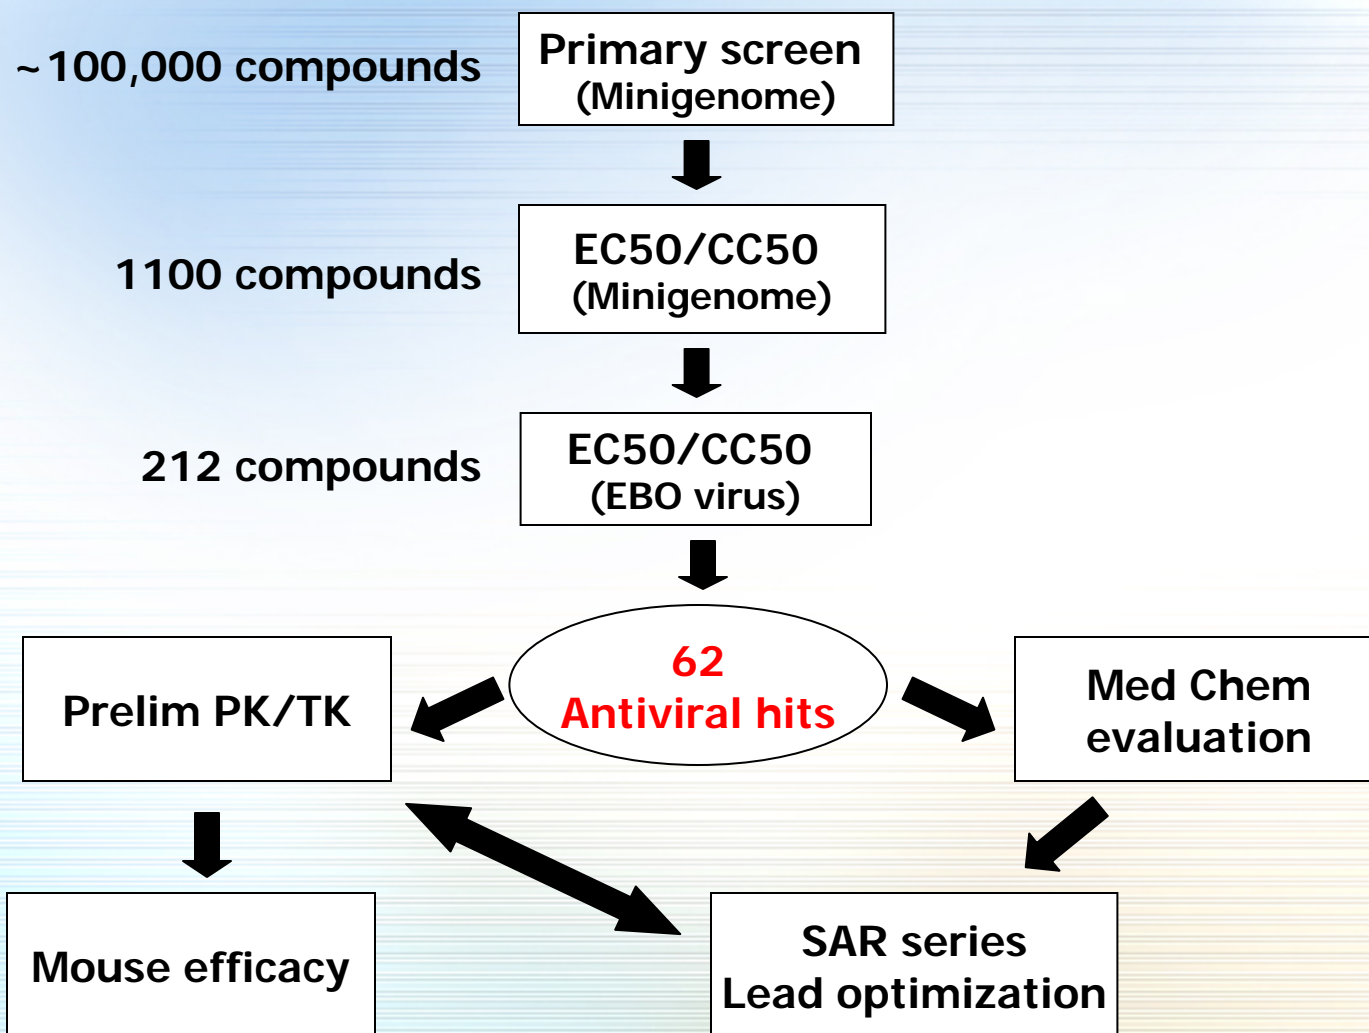 ~100,000 compounds
Primary screen
(Minigenome)
1100 compounds
EC50/CC50
(Minigenome)
212 compounds
EC50/CC50
(EBO virus)
62
Antiviral hits
Prelim PK/TK
Med Chem
evaluation
Mouse efficacy
SAR series
Lead optimization